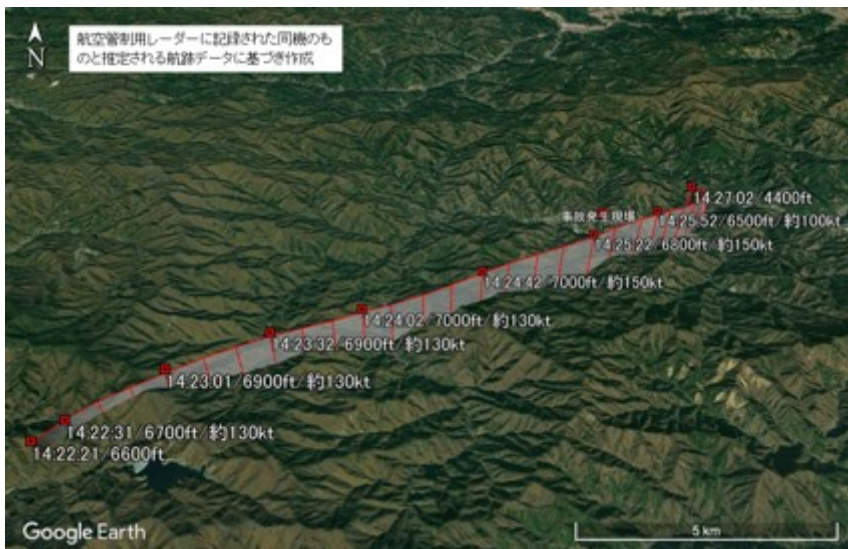 航空管制用レーダーに記録された同機のも
のと推定される航跡データに基づき作成
N
14:27:02/4400ft
事故発生現場
14:25:52/6500ft/約100kt
14:25:22/6800ft/約150kt
14:24:42/7000ft/約150kt
14:24:02/7000ft/約130kt
14:23:32/6900ft/約130kt
14:23:01/6900ft/約130kt
14:22:31/6700ft/約130kt
14:22:21/6600ft
Google Earth
5 km